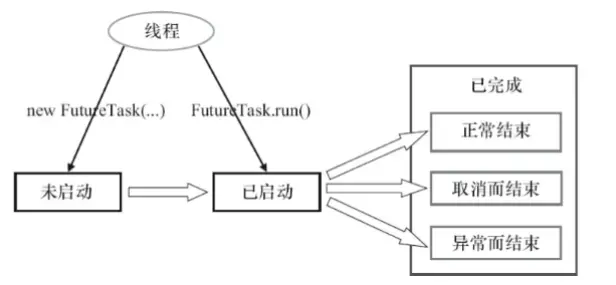 线程
new FutureTask(...)
FutureTask.run()
未启动
已启动
已完成
正常结束
取消而结束
异常而结束